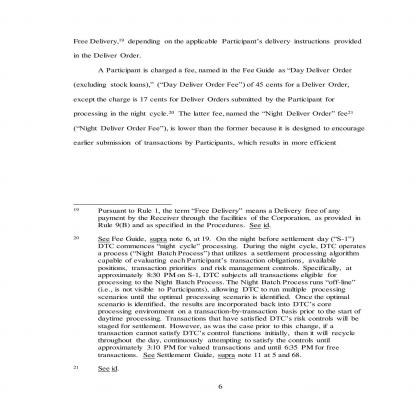 Free Delivery,19 depending on the applicable Participant's delivery instructions provided
in the Deliver Order.
A Participant is charged a fee, named in the Fee Guide as "Day Deliver Order
(excluding stock loans)," ("Day Deliver Order Fee") of 45 cents for a Deliver Order,
except the charge is 17 cents for Deliver Orders submitted by the Participant for
processing in the night cycle.20 The latter fee, named the "Night Deliver Order" fee21
("Night Deliver Order Fee"), is lower than the former because it is designed to encourage
earlier submission of transactions by Participants, which results in more efficient
19 Pursuant to Rule 1, the term "Free Delivery" means a Delivery free of any
payment by the Receiver through the facilities of the Corporation, as provided in
Rule 9(B) and as specified in the Procedures. See id.
20 See Fee Guide, supra note 6, at 19. On the night before settlement day ("S-1")
DTC commences "night cycle" processing. During the night cycle, DTC operates
a process ("Night Batch Process") that utilizes a settlement processing algorithm
capable of evaluating each Participant's transaction obligations, available
positions, transaction priorities and risk management controls. Specifically, at
approximately 8:30 PM on S-1, DTC subjects all transactions eligible for
processing to the Night Batch Process. The Night Batch Process runs "off-line"
(i.e., is not visible to Participants), allowing DTC to run multiple processing
scenarios until the optimal processing scenario is identified. Once the optimal
scenario is identified, the results are incorporated back into DTC's core
processing environment on a transaction-by-transaction basis prior to the start of
daytime processing. Transactions that have satisfied DTC's risk controls will be
staged for settlement. However, as was the case prior to this change, if a
transaction cannot satisfy DTC's control functions initially, then it will recycle
throughout the day, continuously attempting to satisfy the controls until
approximately 3:10 PM for valued transactions and until 6:35 PM for free
transactions. See Settlement Guide, supra note 11 at 5 and 68.
21 See id.
6